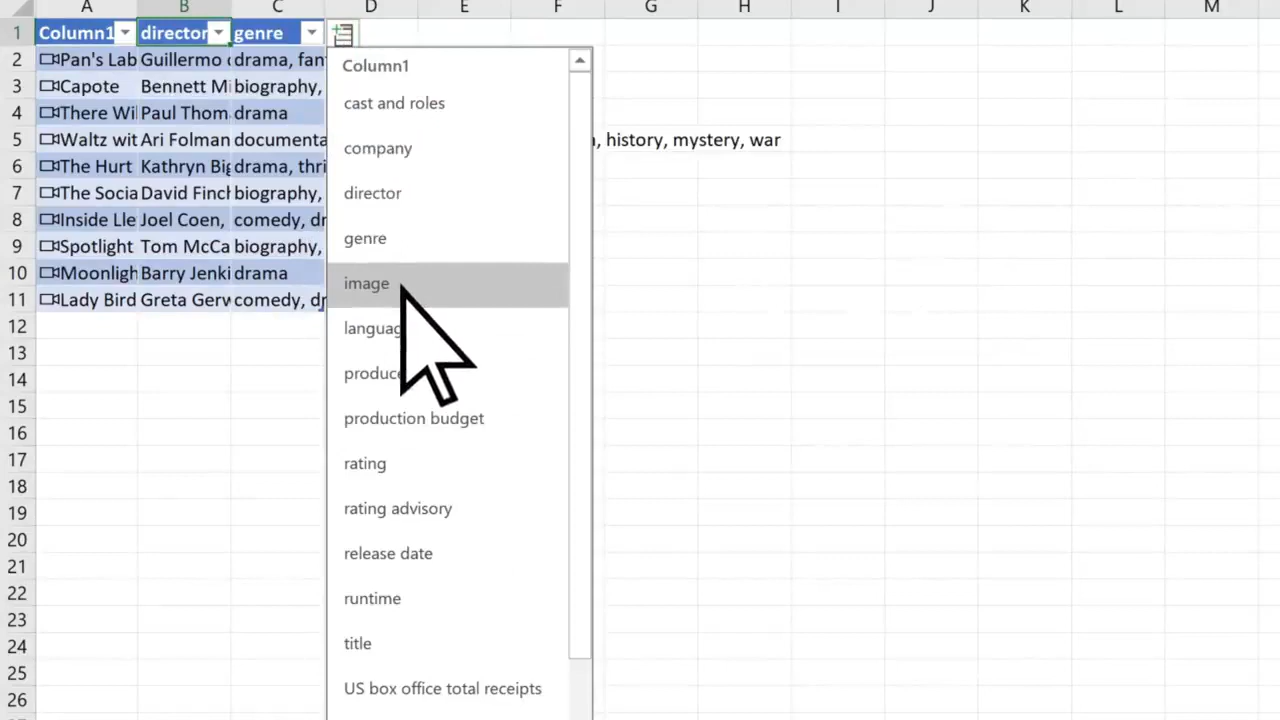 A B C D E F G H I J K L M
1 Column1 director genre
2 Pan's Lab Guillermo drama, fan
3 Capote Bennett Mi biography,
4 There Wi Paul Thom drama
5 Waltz wit Ari Folman documenta , history, mystery, war
6 The Hurt Kathryn Big drama, thri
7 The Socia David Finch biography,
8 Inside Lle Joel Coen, comedy, dr
9 Spotlight Tom McCa biography,
10 Moonligh Barry Jenki drama
11 Lady Bird Greta Gerw comedy, dr
12
13
14
15
16
17
18
19
20
21
22
23
24
25
26
Column1
cast and roles
company
director
genre
image
languag
produce
production budget
rating
rating advisory
release date
runtime
title
US box office total receipts